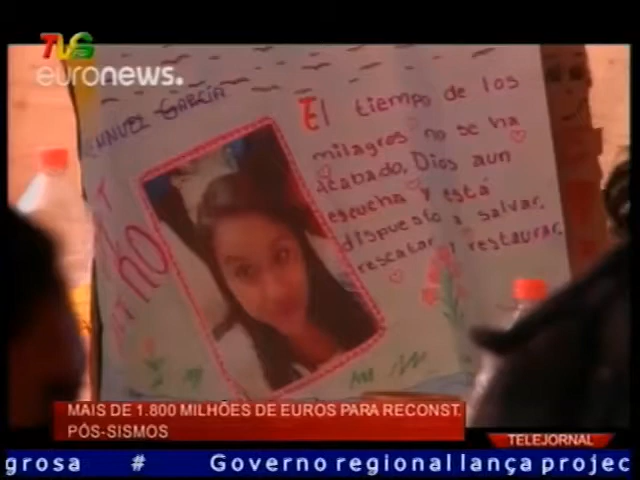 TVS
euronews.
GARCÍA
El tiempo de los
milagros no se ha
acabado, Dios aun
escucha y está
dispuesto a salvar,
rescatar y restaurar.
MAIS DE 1.800 MILHÕES DE EUROS PARA RECONST.
PÓS-SISMOS
TELEJORNAL
grosa # Governo regional lança projec